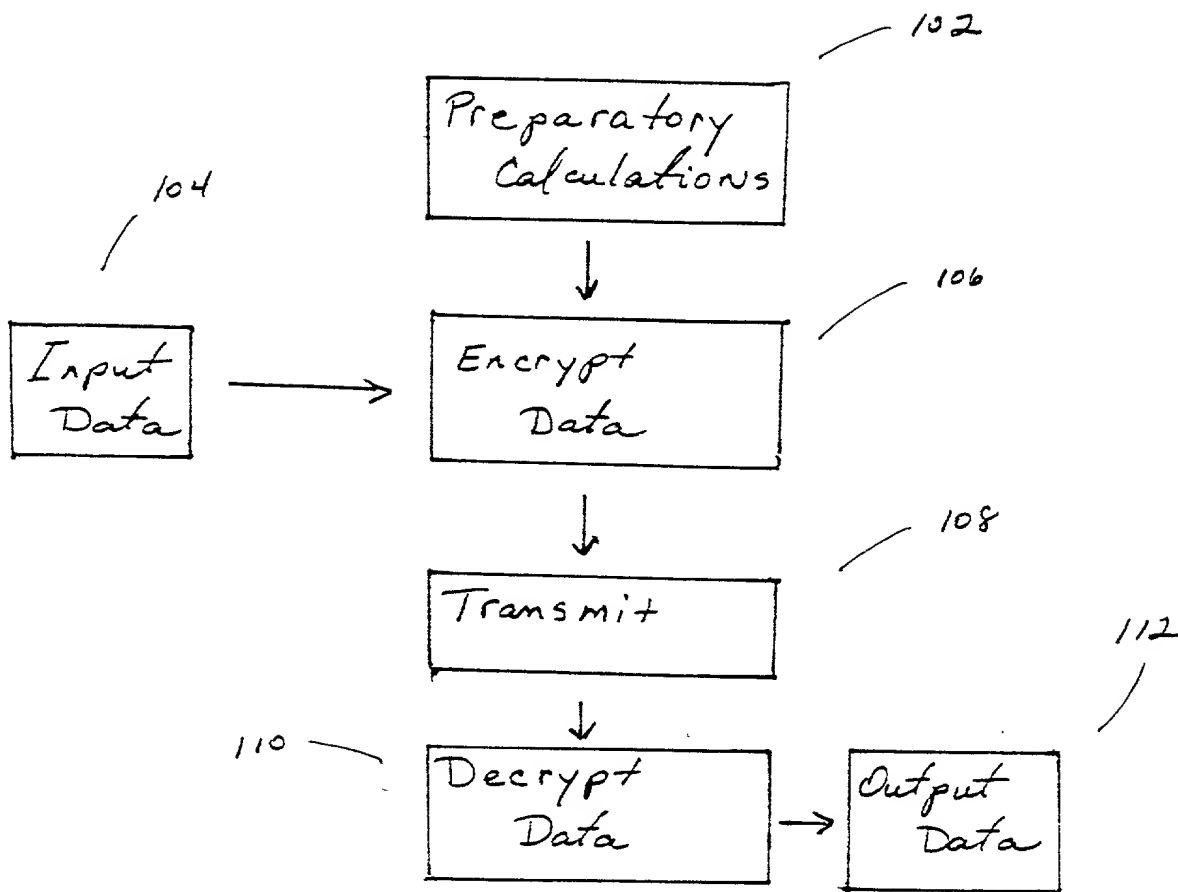 102
Preparatory
Calculations
104
106
Input
Data
Encrypt
Data
108
Transmit
112
110
Decrypt
Data
Output
Data